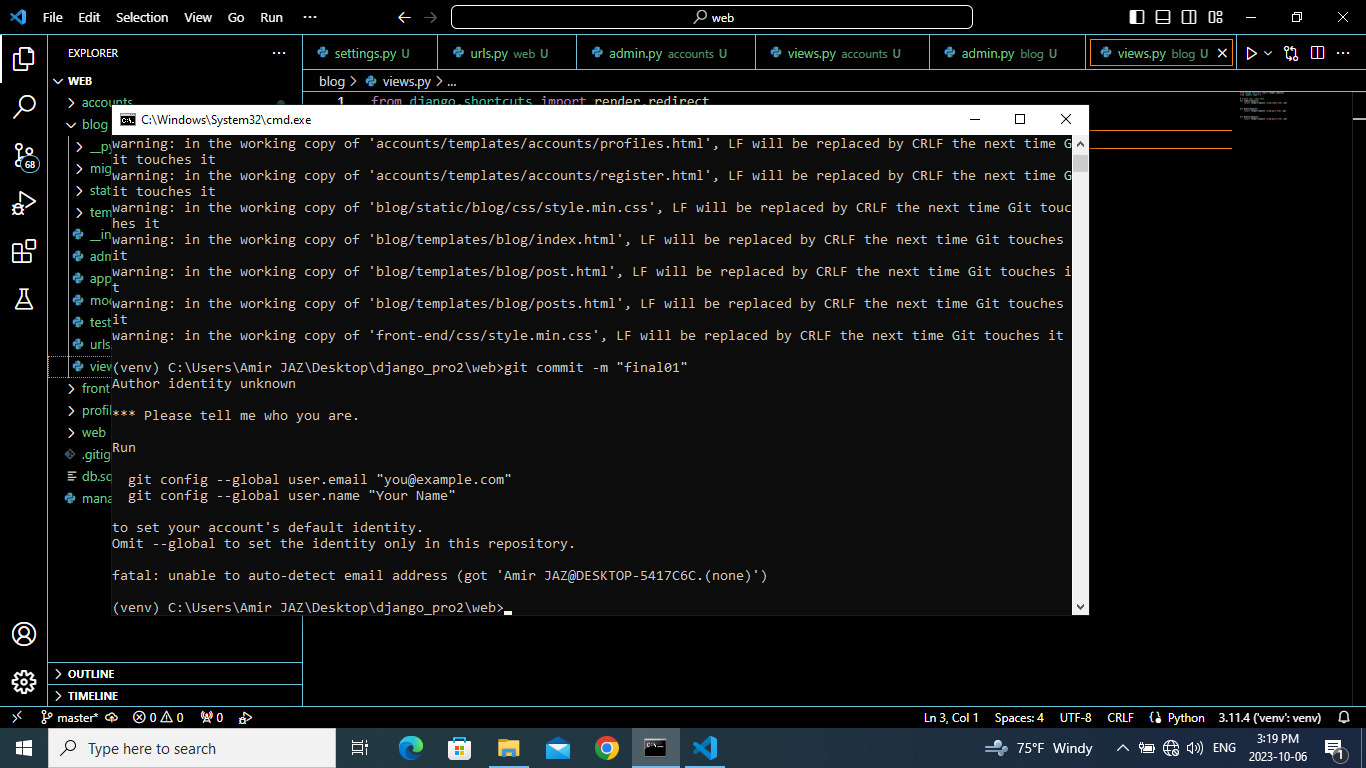 File Edit Selection View Go Run ···
web
EXPLORER
settings.py U
urls.py web U
admin.py accounts U
views.py accounts U
admin.py blog U
views.py blog U
WEB
blog > views.py > ...
accounts
1 from django.shortcuts import render,redirect
blog
C:\Windows\System32\cmd.exe
warning: in the working copy of 'accounts/templates/accounts/profiles.html', LF will be replaced by CRLF the next time G
it touches it
warning: in the working copy of 'accounts/templates/accounts/register.html', LF will be replaced by CRLF the next time G
it touches it
warning: in the working copy of 'blog/static/blog/css/style.min.css', LF will be replaced by CRLF the next time Git touc
hes it
warning: in the working copy of 'blog/templates/blog/index.html', LF will be replaced by CRLF the next time Git touches
it
warning: in the working copy of 'blog/templates/blog/post.html', LF will be replaced by CRLF the next time Git touches i
t
warning: in the working copy of 'blog/templates/blog/posts.html', LF will be replaced by CRLF the next time Git touches
it
warning: in the working copy of 'front-end/css/style.min.css', LF will be replaced by CRLF the next time Git touches it
(venv) C:\Users\Amir JAZ\Desktop\django_pro2\web>git commit -m "final01"
Author identity unknown
*** Please tell me who you are.
Run
git config --global user.email "you@example.com"
git config --global user.name "Your Name"
to set your account's default identity.
Omit --global to set the identity only in this repository.
fatal: unable to auto-detect email address (got 'Amir JAZ@DESKTOP-5417C6C.(none)')
(venv) C:\Users\Amir JAZ\Desktop\django_pro2\web>
__py
mig
stat
tem
__in
adm
app
mod
test
urls
view
front
profil
web
.gitig
db.sq
mana
68
OUTLINE
TIMELINE
master* 0 0 0
Ln 3, Col 1 Spaces: 4 UTF-8 CRLF Python 3.11.4 ('venv': venv)
Type here to search
75°F Windy
ENG
3:19 PM
2023-10-06
1